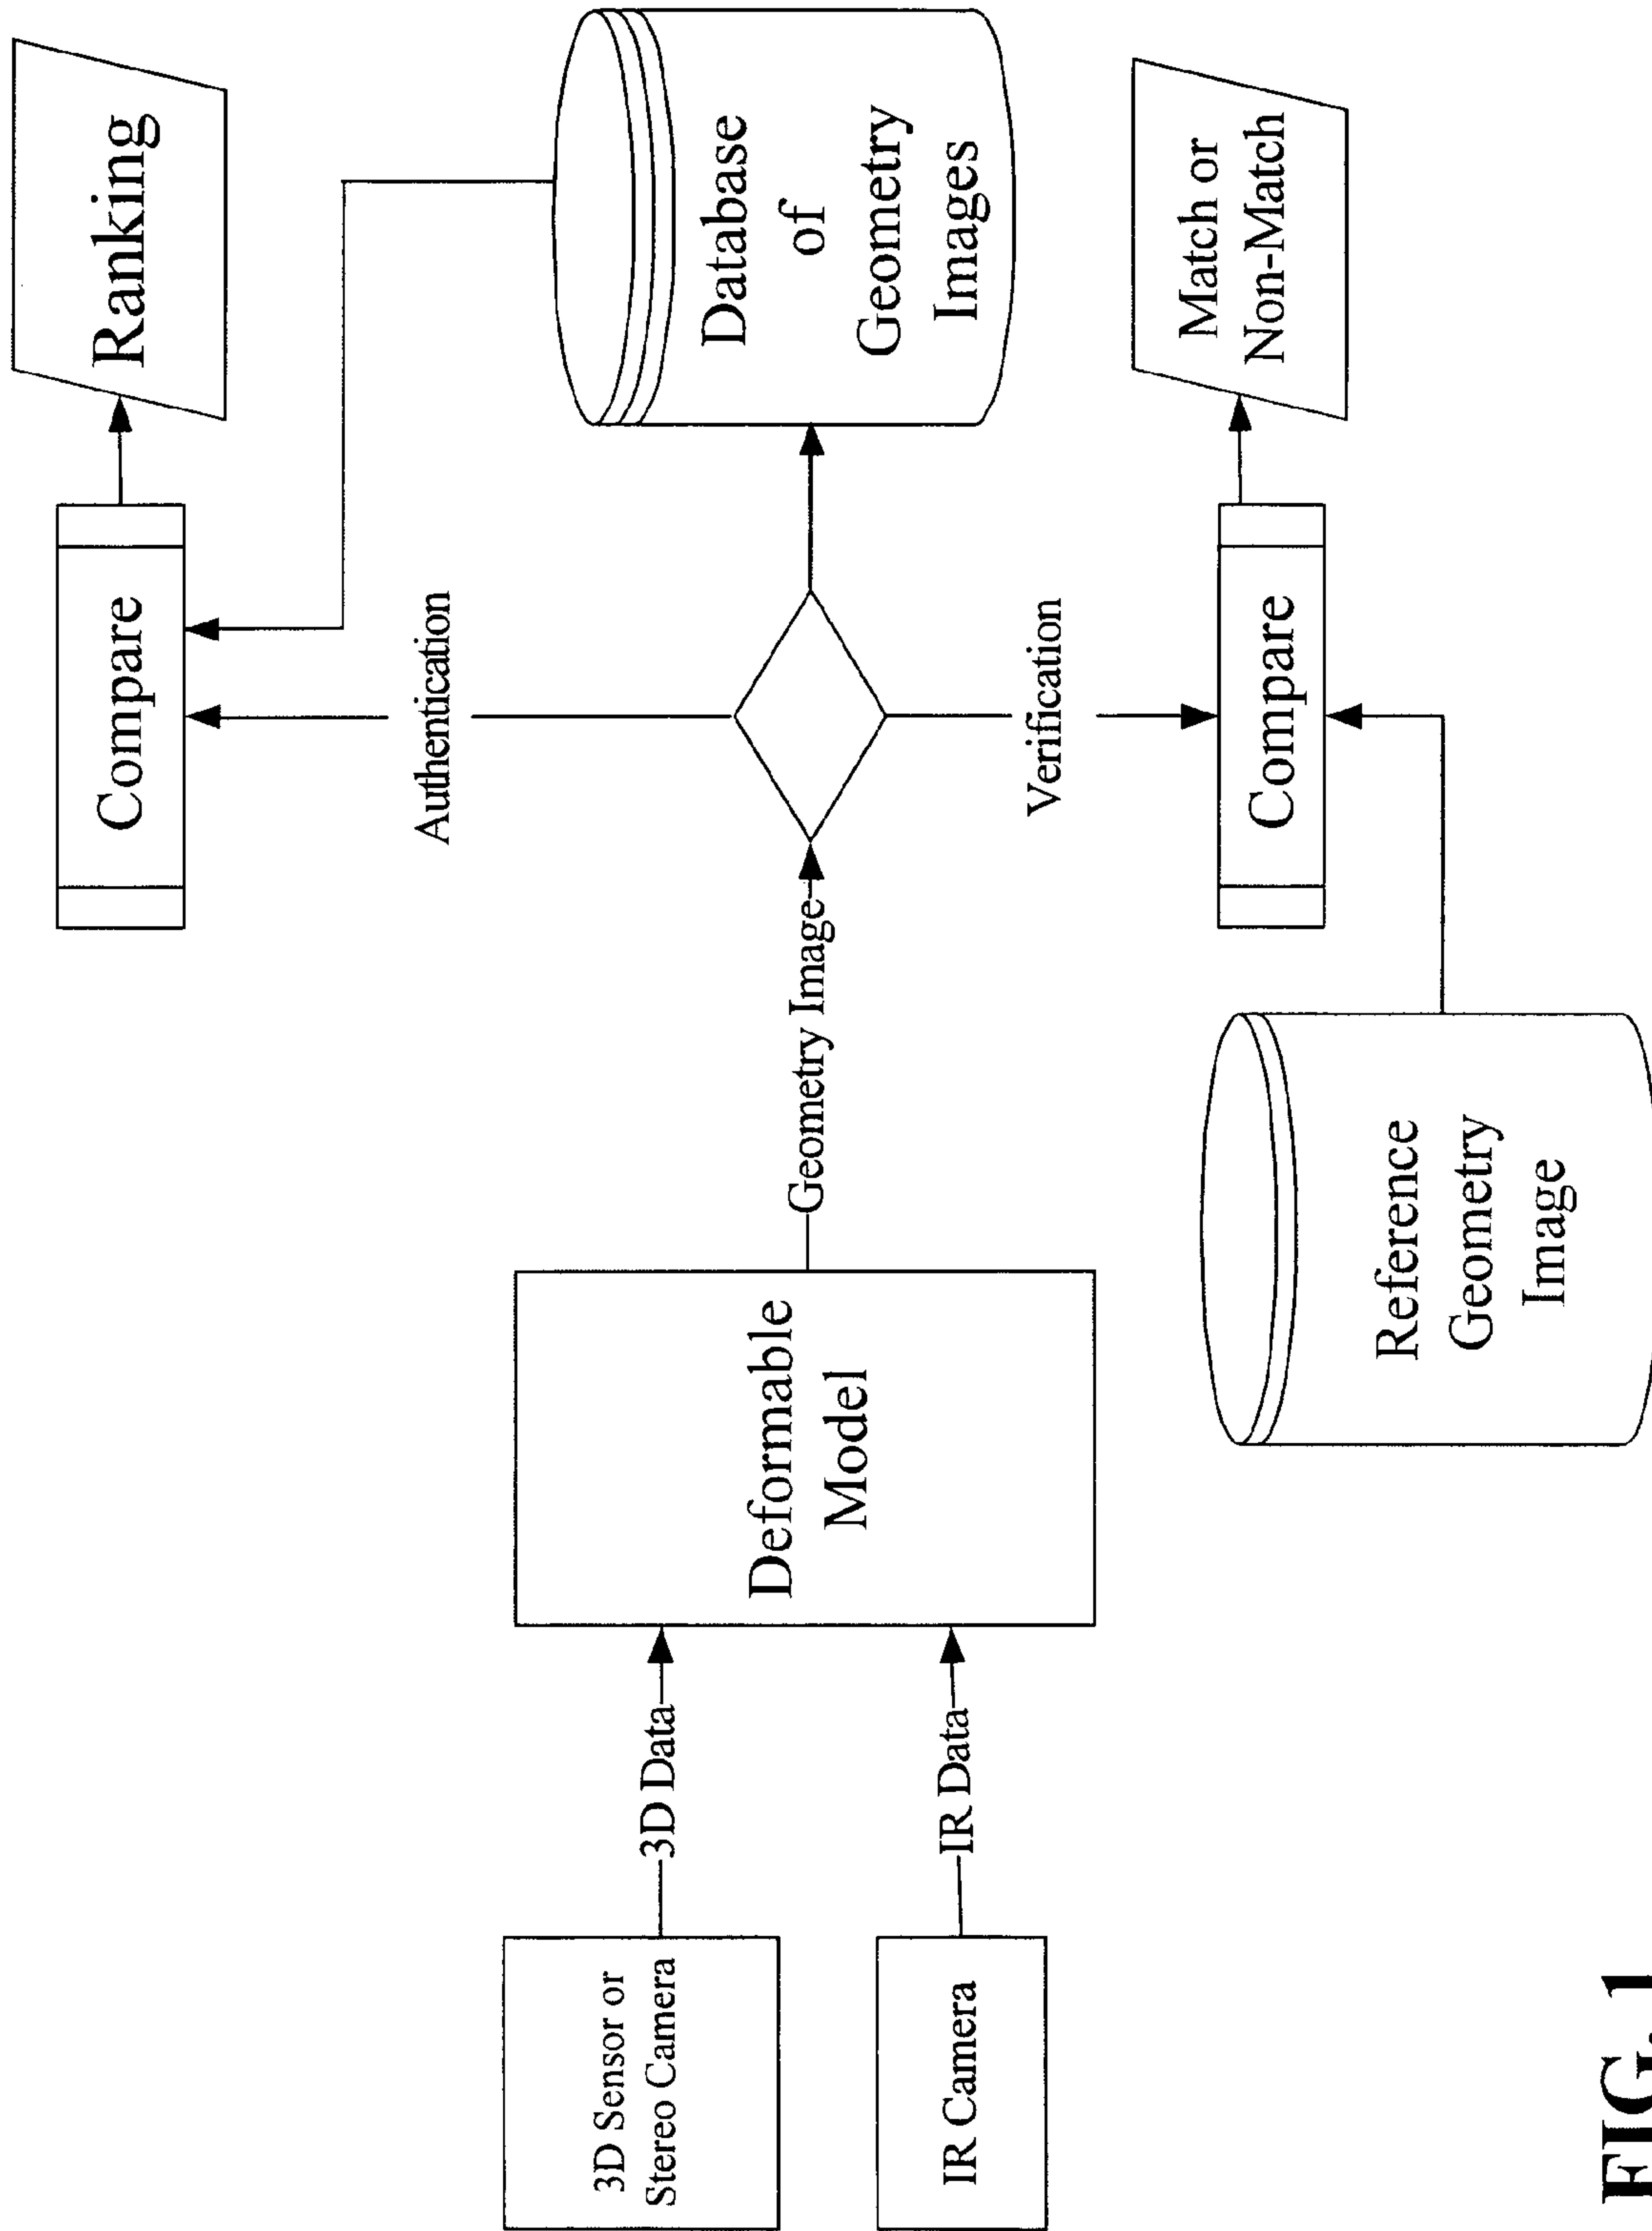 3D Sensor or
Stereo Camera
IR Camera
3D Data
IR Data
Deformable
Model
Geometry Image
Authentication
Verification
Compare
Ranking
Database
of
Geometry
Images
Reference
Geometry
Image
Compare
Match or
Non-Match
FIG. 1